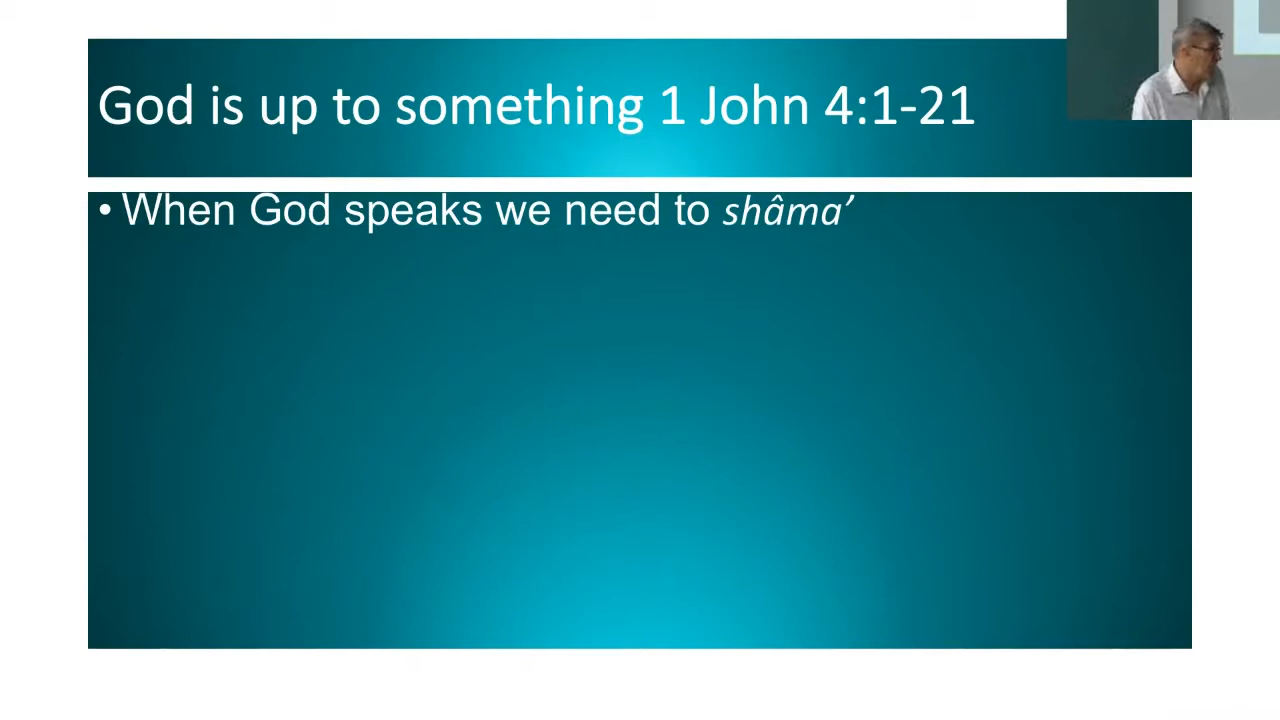 God is up to something 1 John 4:1-21
• When God speaks we need to shâma’